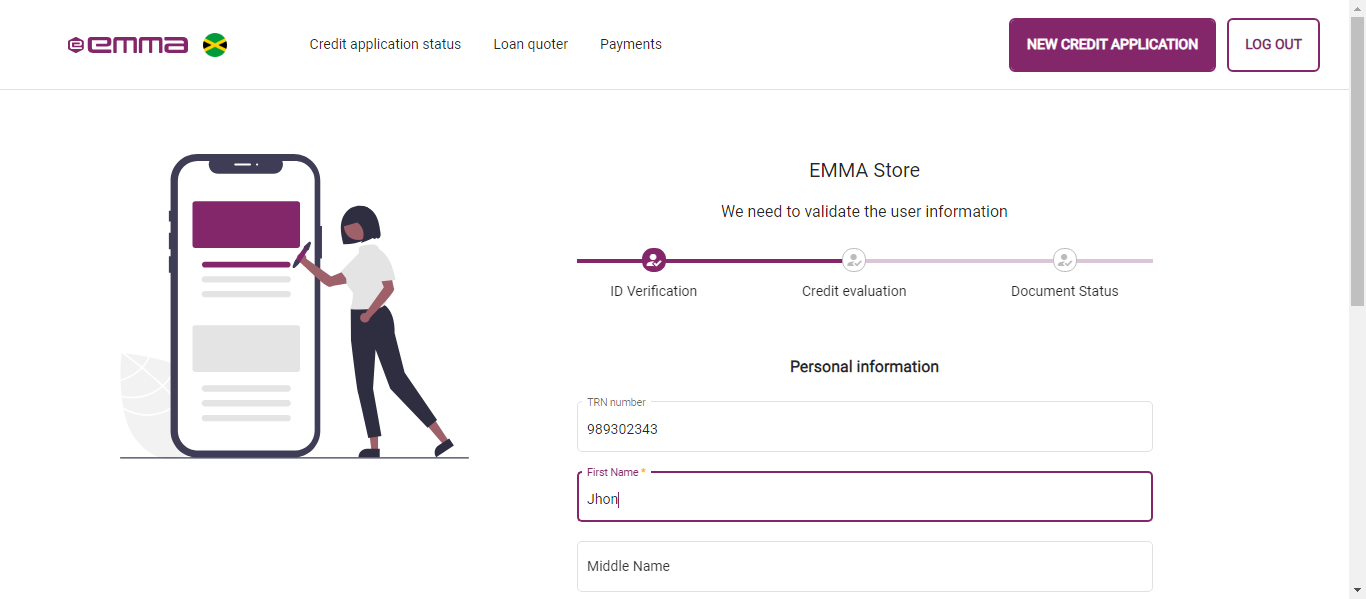 emma
Credit application status
Loan quoter
Payments
NEW CREDIT APPLICATION
LOG OUT
EMMA Store
We need to validate the user information
ID Verification
Credit evaluation
Document Status
Personal information
TRN number
989302343
First Name *
Jhon
Middle Name